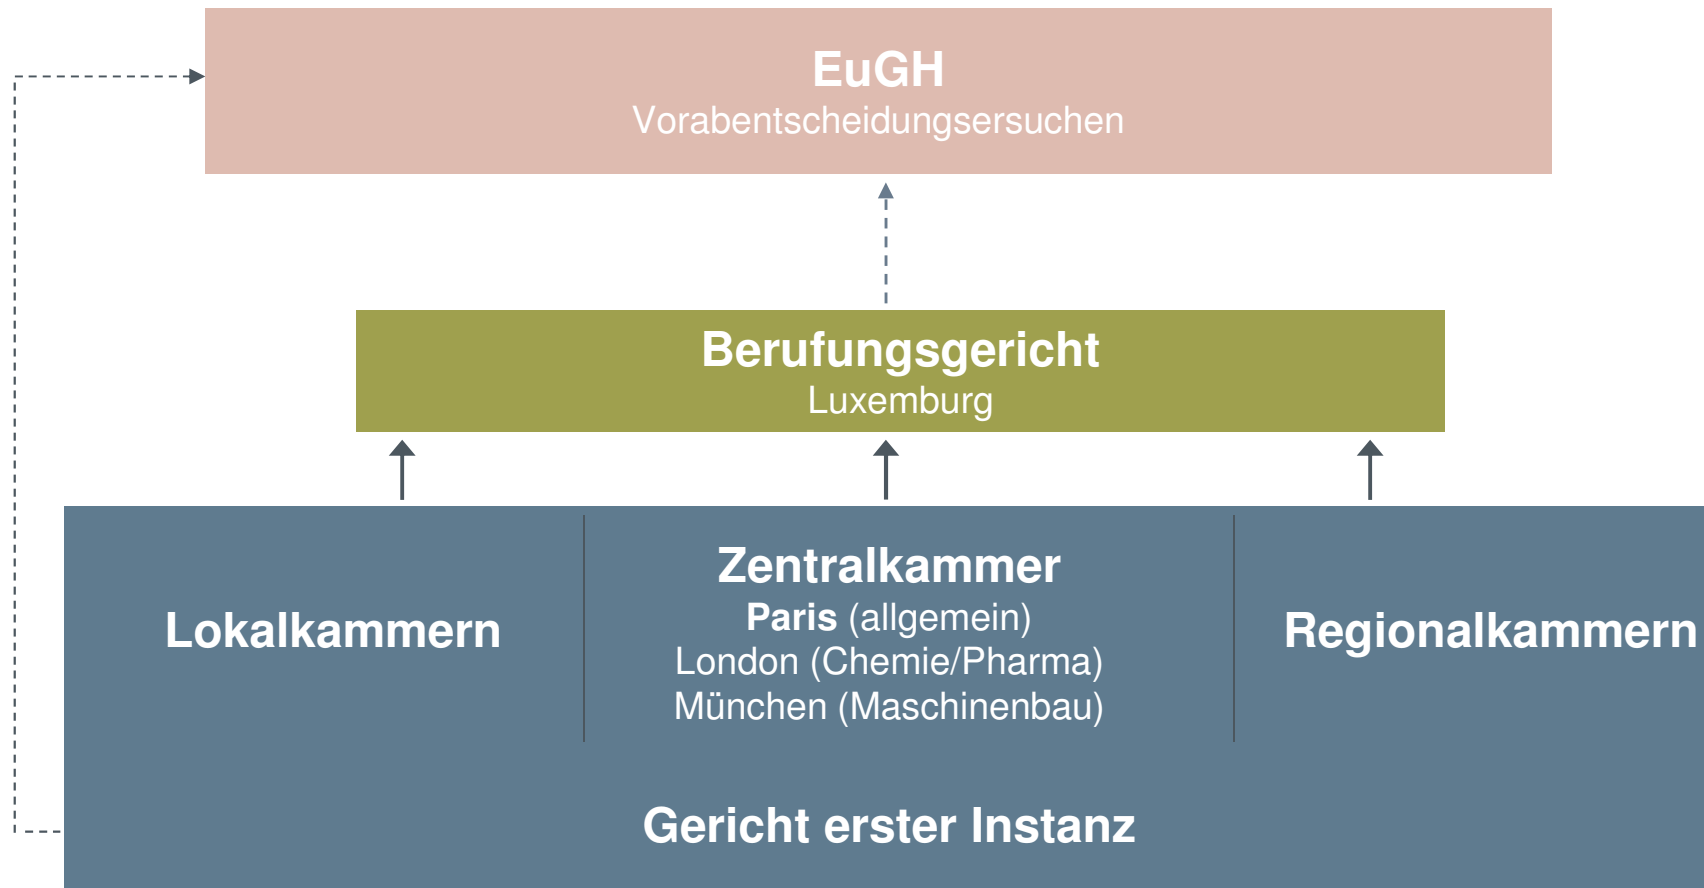 EuGH
Vorabentscheidungsersuchen
Berufungsgericht
Luxemburg
Lokalkammern
Zentralkammer
Paris (allgemein)
London (Chemie/Pharma)
München (Maschinenbau)
Regionalkammern
Gericht erster Instanz